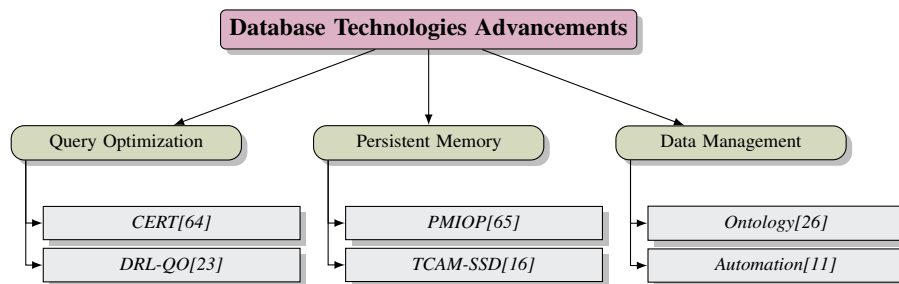 Database Technologies Advancements
Query Optimization
Persistent Memory
Data Management
CERT[64]
PMIOP[65]
Ontology[26]
DRL-QO[23]
TCAM-SSD[16]
Automation[11]